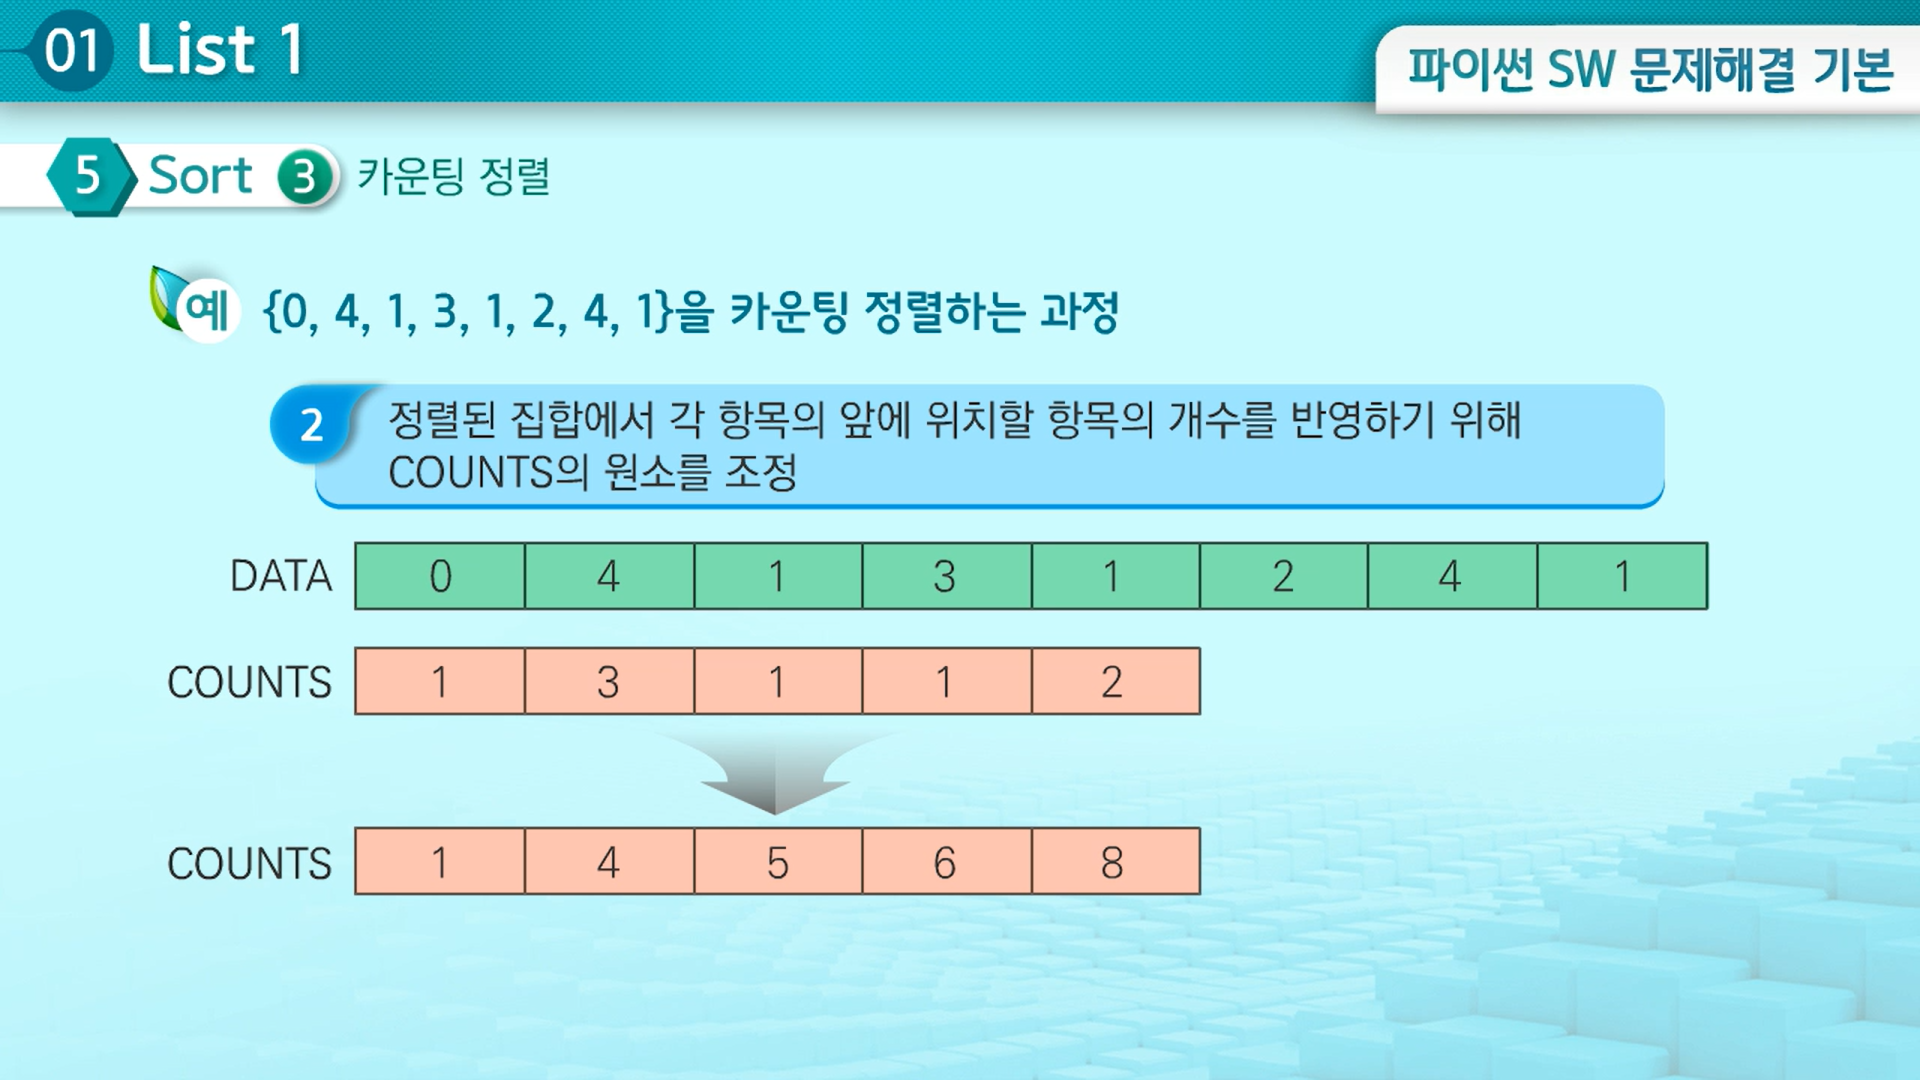 01 List 1
파이썬 SW 문제해결 기본
5 Sort 3 카운팅 정렬
예 {0, 4, 1, 3, 1, 2, 4, 1}을 카운팅 정렬하는 과정
2 정렬된 집합에서 각 항목의 앞에 위치할 항목의 개수를 반영하기 위해
COUNTS의 원소를 조정
DATA 0 4 1 3 1 2 4 1
COUNTS 1 3 1 1 2
COUNTS 1 4 5 6 8